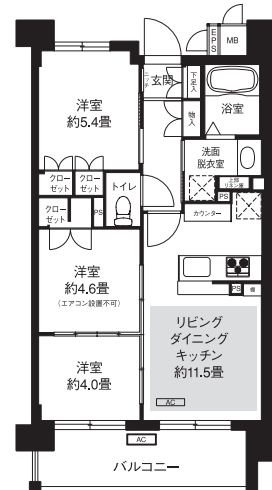 EPS
MB
玄関
ニッチ
下足入
浴室
洋室
約5.4畳
物入
洗面
脱衣室
クロー
ゼット
クロー
ゼット
トイレ
上部
リネン庫
PS
クロー
ゼット
PS
カウンター
洋室
約4.6畳
(エアコン設置不可)
PS
棚
リビング
ダイニング
キッチン
約11.5畳
洋室
約4.0畳
AC
AC
バルコニー